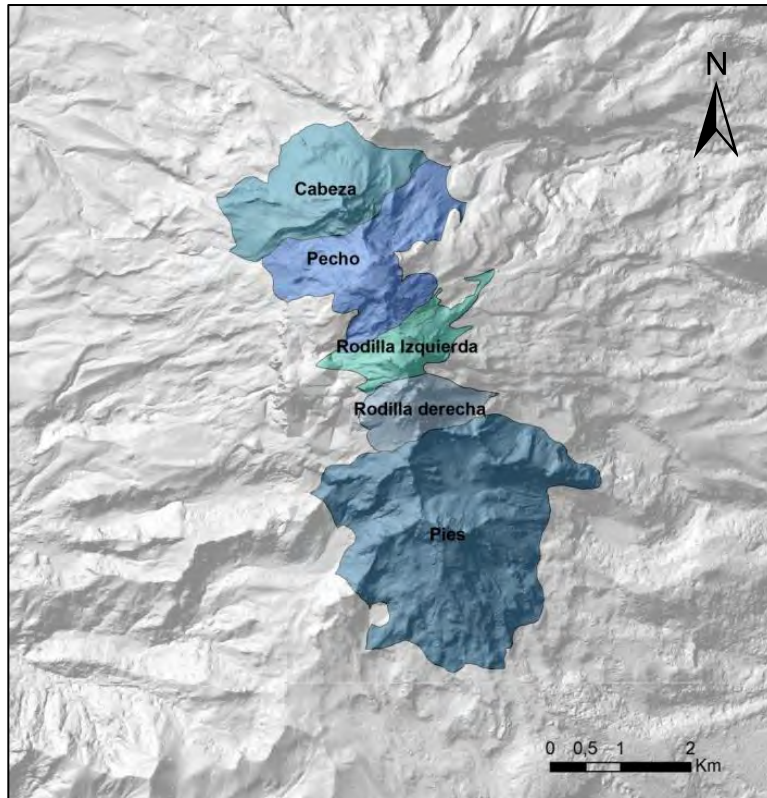 N
Cabeza
Pecho
Rodilla Izquierda
Rodilla derecha
Pies
0 0,5 1 2
Km